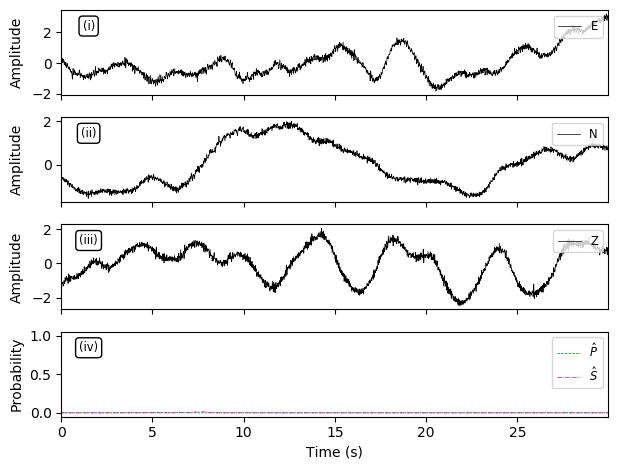 Amplitude
2
0
−2
(i)
E
Amplitude
2
0
(ii)
N
Amplitude
2
0
−2
(iii)
Z
Probability
1.0
0.5
0.0
(iv)
P̂
Ŝ
0 5 10 15 20 25
Time (s)